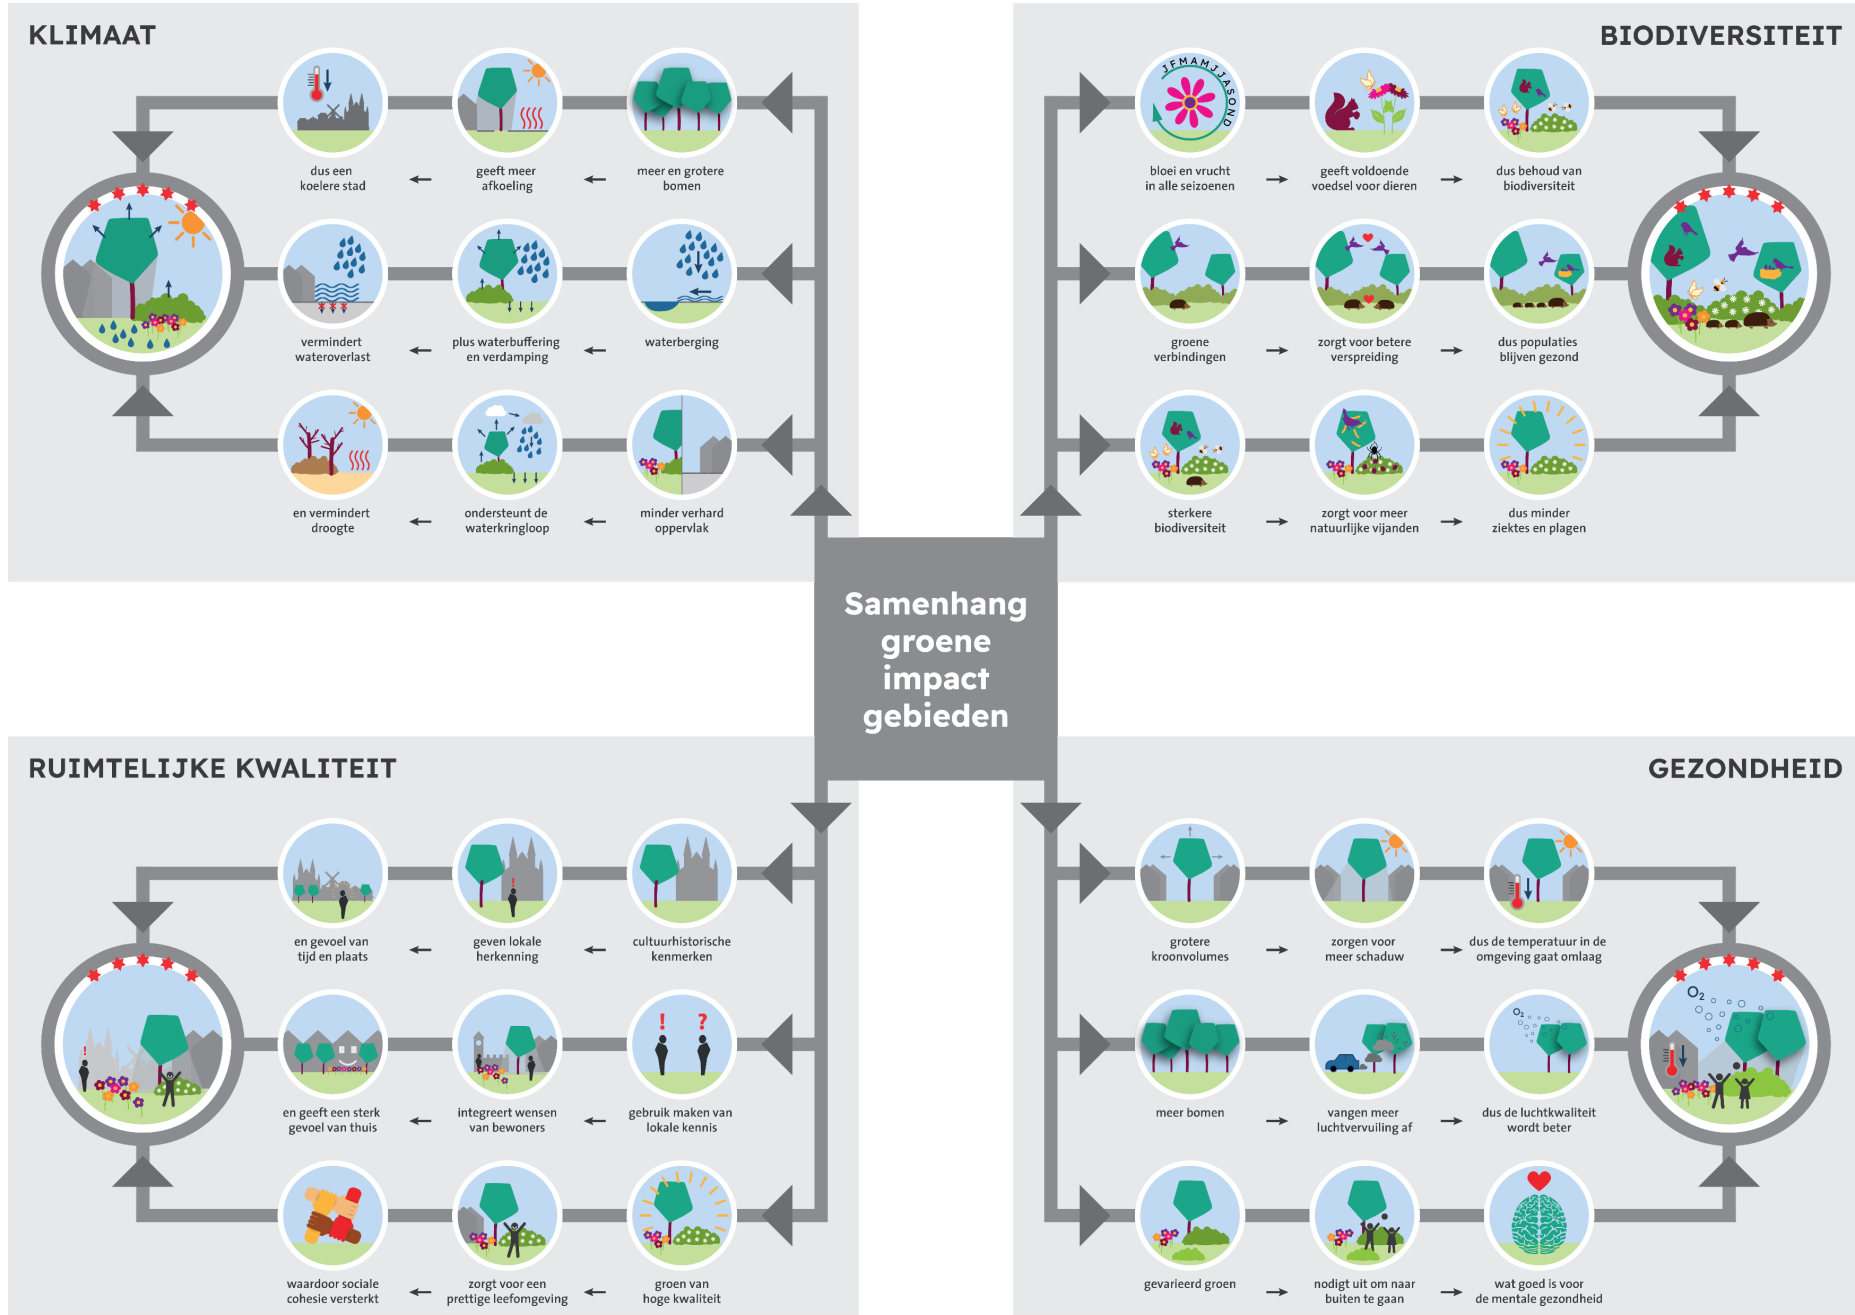 KLIMAAT
dus een
koelere stad
geeft meer
afkoeling
meer en grotere
bomen
vermindert
wateroverlast
plus waterbuffering
en verdamping
waterberging
en vermindert
droogte
ondersteunt de
waterkringloop
minder verhard
oppervlak
BIODIVERSITEIT
JFMAMJJASOND
bloei en vrucht
in alle seizoenen
geeft voldoende
voedsel voor dieren
dus behoud van
biodiversiteit
groene
verbindingen
zorgt voor betere
verspreiding
dus populaties
blijven gezond
sterkere
biodiversiteit
zorgt voor meer
natuurlijke vijanden
dus minder
ziektes en plagen
Samenhang
groene
impact
gebieden
RUIMTELIJKE KWALITEIT
!
en gevoel van
tijd en plaats
geven lokale
herkenning
cultuurhistorische
kenmerken
!
! ?
en geeft een sterk
gevoel van thuis
integreert wensen
van bewoners
gebruik maken van
lokale kennis
waardoor sociale
cohesie versterkt
zorgt voor een
prettige leefomgeving
groen van
hoge kwaliteit
GEZONDHEID
grotere
kroonvolumes
zorgen voor
meer schaduw
dus de temperatuur in de
omgeving gaat omlaag
O2
O2
meer bomen
vangen meer
luchtvervuiling af
dus de luchtkwaliteit
wordt beter
gevarieerd groen
nodigt uit om naar
buiten te gaan
wat goed is voor
de mentale gezondheid